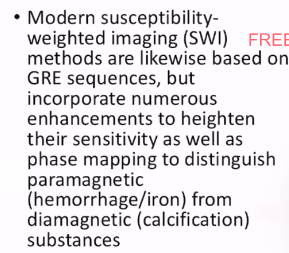 • Modern susceptibility-
weighted imaging (SWI) FREE
methods are likewise based on
GRE sequences, but
incorporate numerous
enhancements to heighten
their sensitivity as well as
phase mapping to distinguish
paramagnetic
(hemorrhage/iron) from
diamagnetic (calcification)
substances